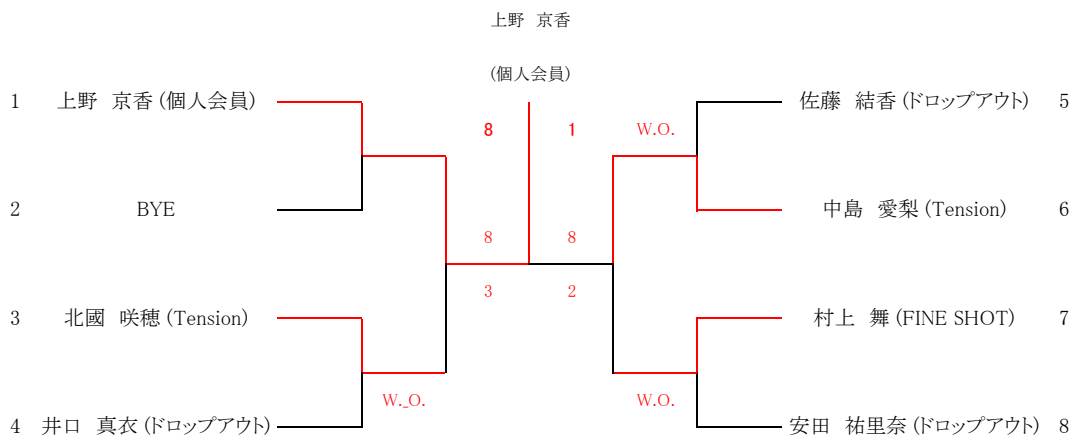 上野 京香
(個人会員)
1 上野 京香 (個人会員) 8 1 W.O. 佐藤 結香 (ドロップアウト) 5
2 BYE 8 8 中島 愛梨 (Tension) 6
3 2
3 北國 咲穂 (Tension) 村上 舞 (FINE SHOT) 7
W._O. W.O.
4 井口 真衣 (ドロップアウト) 安田 祐里奈 (ドロップアウト) 8